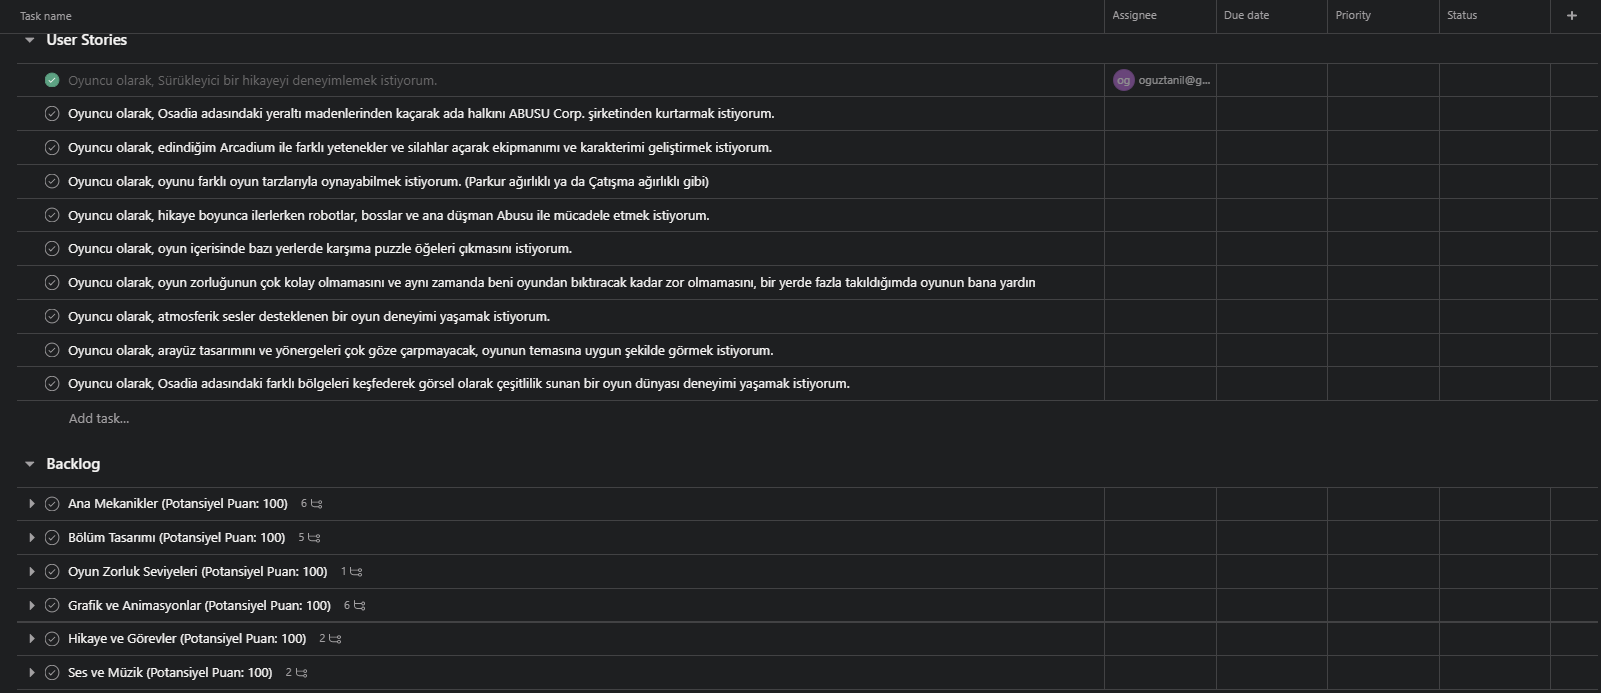 Task name Assignee Due date Priority Status +
User Stories
Oyuncu olarak, Sürükleyici bir hikayeyi deneyimlemek istiyorum. og oguztanil@g...
Oyuncu olarak, Osadia adasındaki yeraltı madenlerinden kaçarak ada halkını ABUSU Corp. şirketinden kurtarmak istiyorum.
Oyuncu olarak, edindiğim Arcadium ile farklı yetenekler ve silahlar açarak ekipmanımı ve karakterimi geliştirmek istiyorum.
Oyuncu olarak, oyunu farklı oyun tarzlarıyla oynayabilmek istiyorum. (Parkur ağırlıklı ya da Çatışma ağırlıklı gibi)
Oyuncu olarak, hikaye boyunca ilerlerken robotlar, bosslar ve ana düşman Abusu ile mücadele etmek istiyorum.
Oyuncu olarak, oyun içerisinde bazı yerlerde karşıma puzzle öğeleri çıkmasını istiyorum.
Oyuncu olarak, oyun zorluğunun çok kolay olmamasını ve aynı zamanda beni oyundan bıktıracak kadar zor olmamasını, bir yerde fazla takıldığımda oyunun bana yardın
Oyuncu olarak, atmosferik sesler desteklenen bir oyun deneyimi yaşamak istiyorum.
Oyuncu olarak, arayüz tasarımını ve yönergeleri çok göze çarpmayacak, oyunun temasına uygun şekilde görmek istiyorum.
Oyuncu olarak, Osadia adasındaki farklı bölgeleri keşfederek görsel olarak çeşitlilik sunan bir oyun dünyası deneyimi yaşamak istiyorum.
Add task...
Backlog
Ana Mekanikler (Potansiyel Puan: 100) 6
Bölüm Tasarımı (Potansiyel Puan: 100) 5
Oyun Zorluk Seviyeleri (Potansiyel Puan: 100) 1
Grafik ve Animasyonlar (Potansiyel Puan: 100) 6
Hikaye ve Görevler (Potansiyel Puan: 100) 2
Ses ve Müzik (Potansiyel Puan: 100) 2